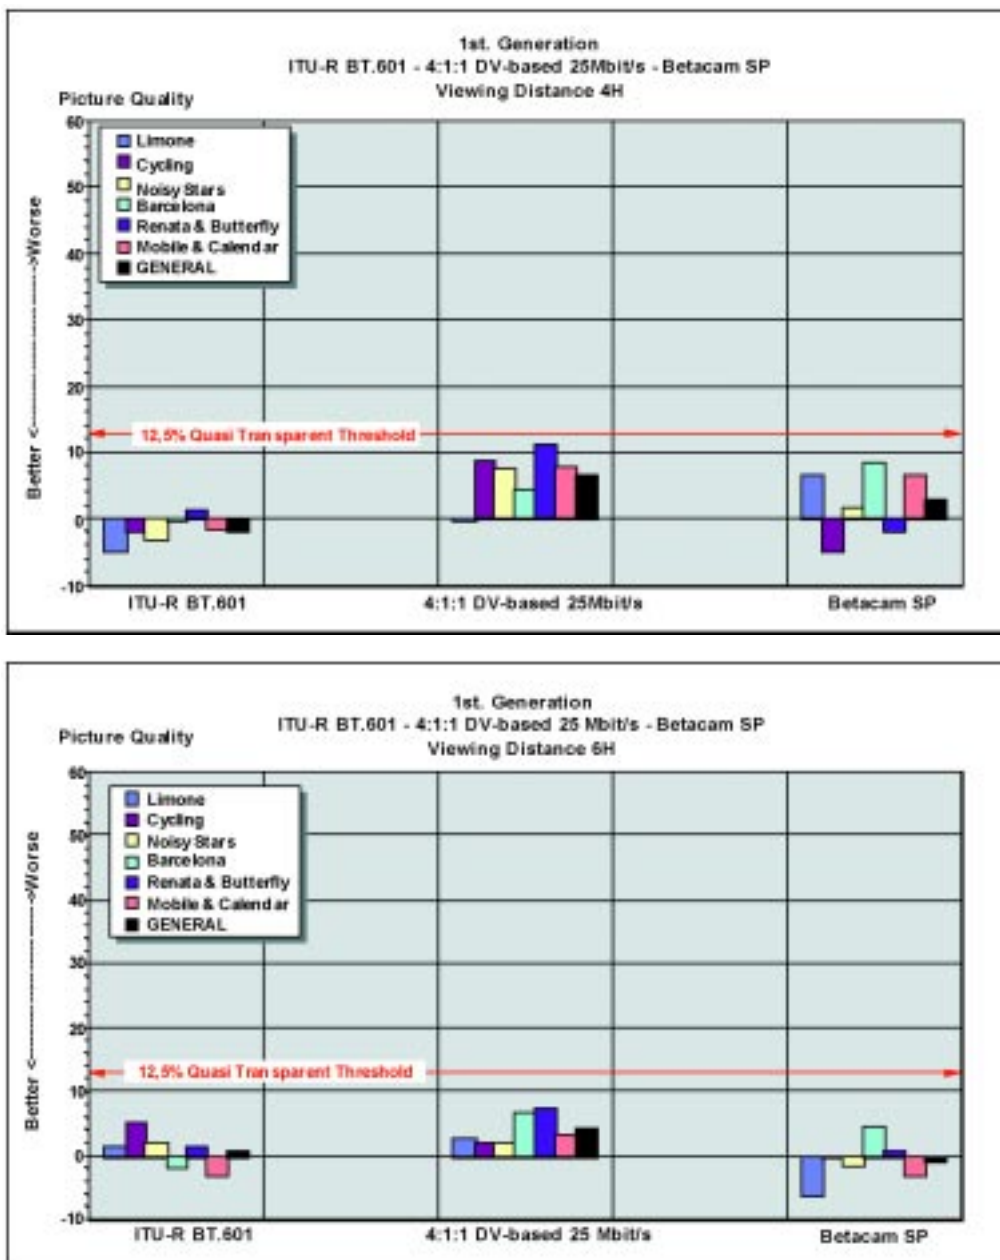 1st. Generation
ITU-R BT.601 - 4:1:1 DV-based 25Mbit/s - Betacam SP
Viewing Distance 4H
Picture Quality
60
50
40
30
20
10
0
-10
Better <------------------->Worse
Limone
Cycling
Noisy Stars
Barcelona
Renata & Butterfly
Mobile & Calendar
GENERAL
12,5% Quasi Transparent Threshold
ITU-R BT.601
4:1:1 DV-based 25Mbit/s
Betacam SP
1st. Generation
ITU-R BT.601 - 4:1:1 DV-based 25 Mbit/s - Betacam SP
Viewing Distance 6H
Picture Quality
60
50
40
30
20
10
0
-10
Better <------------------->Worse
Limone
Cycling
Noisy Stars
Barcelona
Renata & Butterfly
Mobile & Calendar
GENERAL
12,5% Quasi Transparent Threshold
ITU-R BT.601
4:1:1 DV-based 25 Mbit/s
Betacam SP